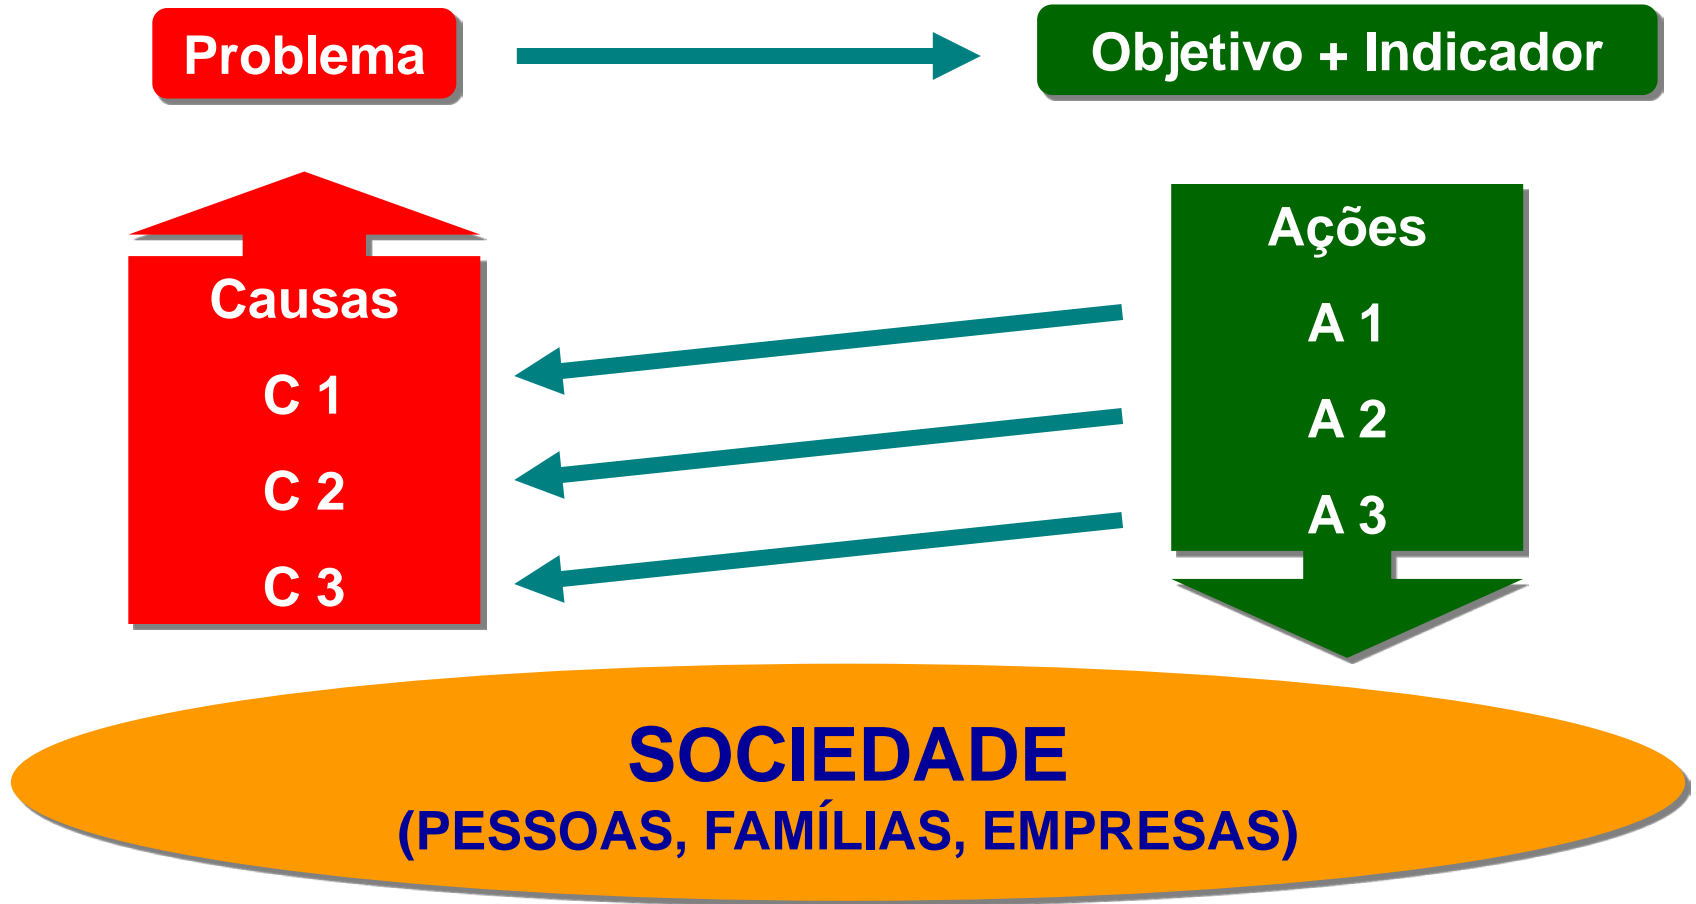 Problema
Objetivo + Indicador
Causas
C 1
C 2
C 3
Ações
A 1
A 2
A 3
SOCIEDADE
(PESSOAS, FAMÍLIAS, EMPRESAS)